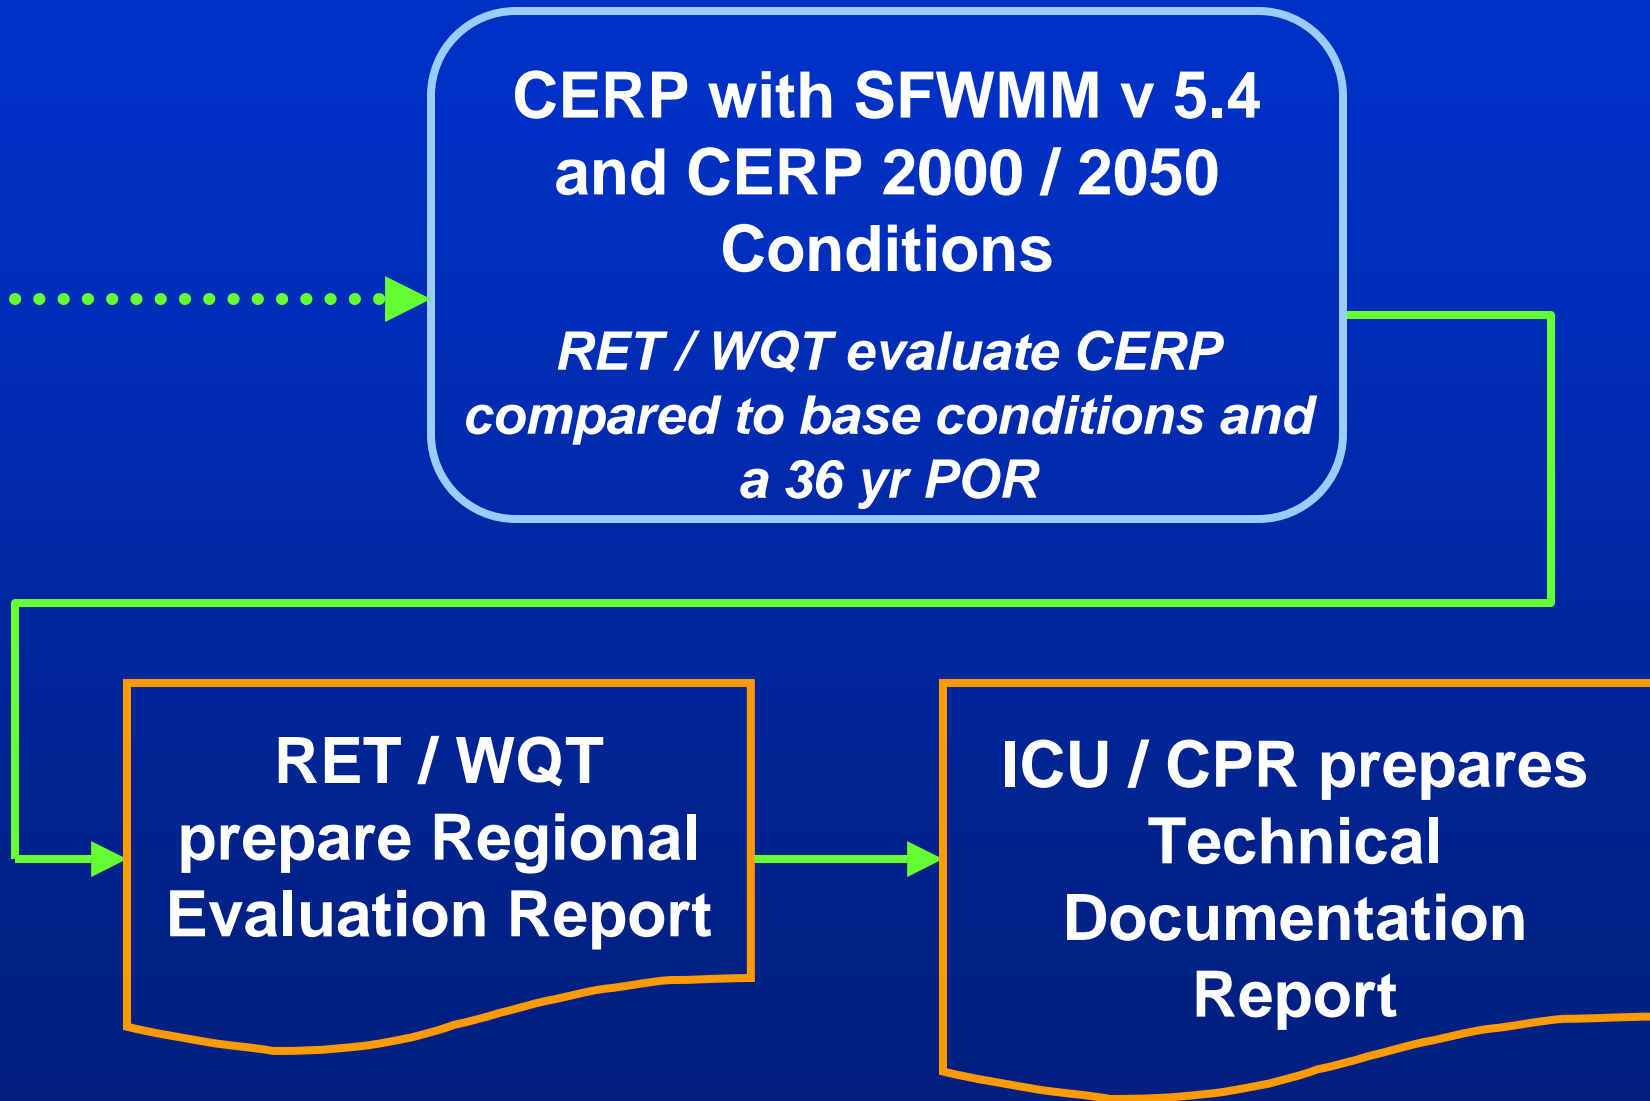 CERP with SFWMM v 5.4
and CERP 2000 / 2050
Conditions
RET / WQT evaluate CERP
compared to base conditions and
a 36 yr POR
RET / WQT
prepare Regional
Evaluation Report
ICU / CPR prepares
Technical
Documentation
Report